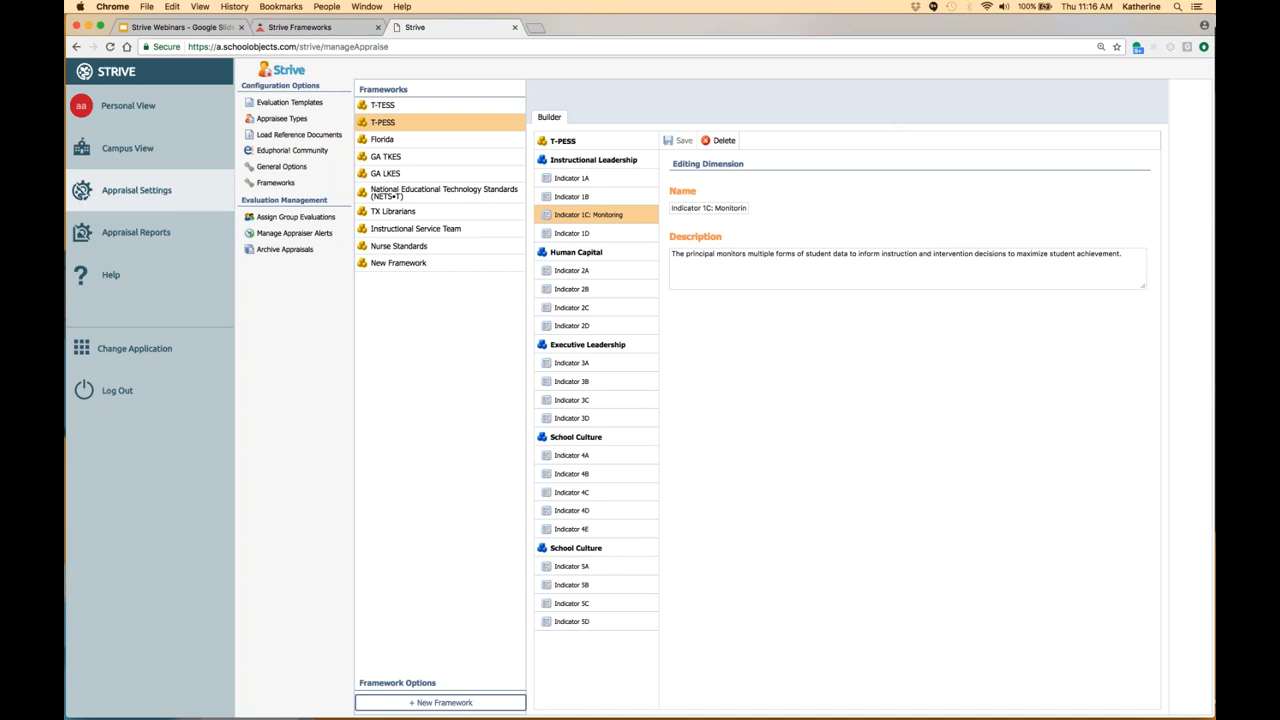 Chrome File Edit View History Bookmarks People Window Help
100% Thu 11:16 AM Katherine
Strive Webinars - Google Slid
Strive Frameworks
Strive
Secure https://a.schoolobjects.com/strive/manageAppraise
STRIVE
aa Personal View
Campus View
Appraisal Settings
Appraisal Reports
Help
Change Application
Log Out
Strive
Configuration Options
Evaluation Templates
Appraisee Types
Load Reference Documents
Eduphoria! Community
General Options
Frameworks
Evaluation Management
Assign Group Evaluations
Manage Appraiser Alerts
Archive Appraisals
Frameworks
T-TESS
T-PESS
Florida
GA TKES
GA LKES
National Educational Technology Standards
(NETS•T)
TX Librarians
Instructional Service Team
Nurse Standards
New Framework
Framework Options
+ New Framework
Builder
T-PESS
Instructional Leadership
Indicator 1A
Indicator 1B
Indicator 1C: Monitoring
Indicator 1D
Human Capital
Indicator 2A
Indicator 2B
Indicator 2C
Indicator 2D
Executive Leadership
Indicator 3A
Indicator 3B
Indicator 3C
Indicator 3D
School Culture
Indicator 4A
Indicator 4B
Indicator 4C
Indicator 4D
Indicator 4E
School Culture
Indicator 5A
Indicator 5B
Indicator 5C
Indicator 5D
Save Delete
Editing Dimension
Name
Indicator 1C: Monitorin
Description
The principal monitors multiple forms of student data to inform instruction and intervention decisions to maximize student achievement.